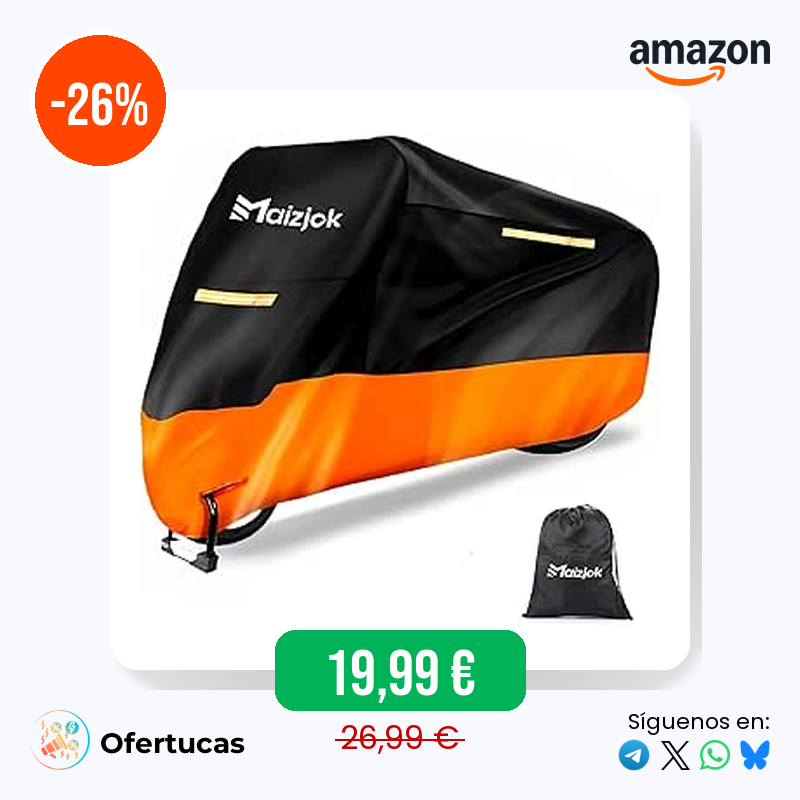 -26%
amazon
Maizjok
Maizjok
19,99 €
26,99 €
Ofertucas
Síguenos en: